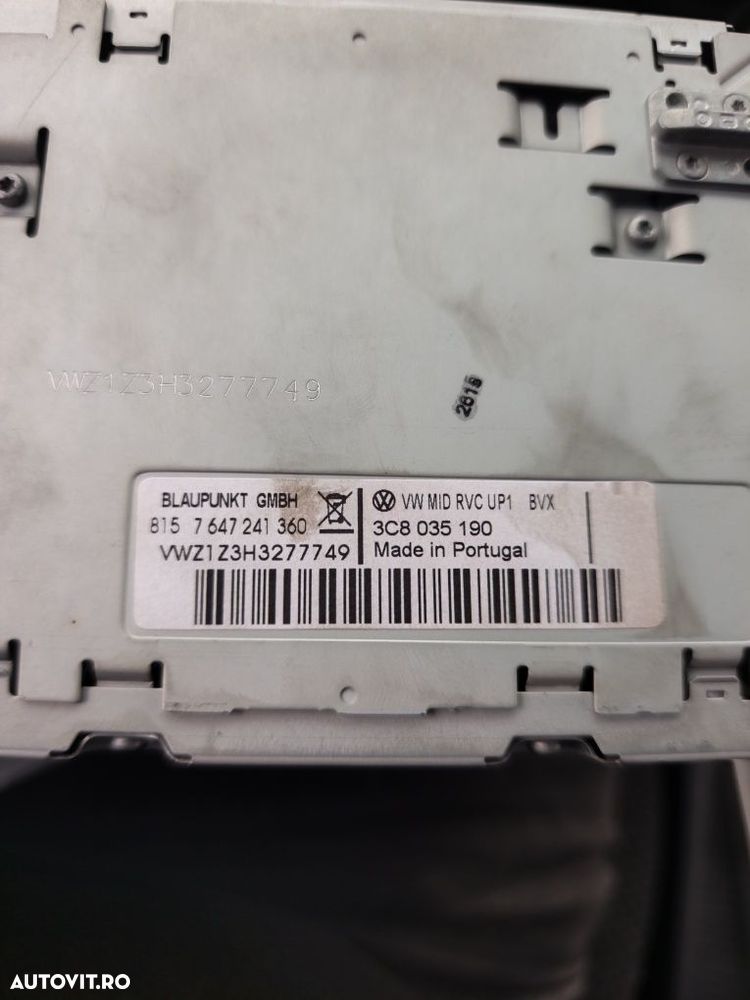 VWZ1Z3H3277749
2618
BLAUPUNKT GMBH
815 7 647 241 360
VWZ1Z3H3277749
VW MID RVC UP1 BVX
3C8 035 190
Made in Portugal
AUTOVIT.RO